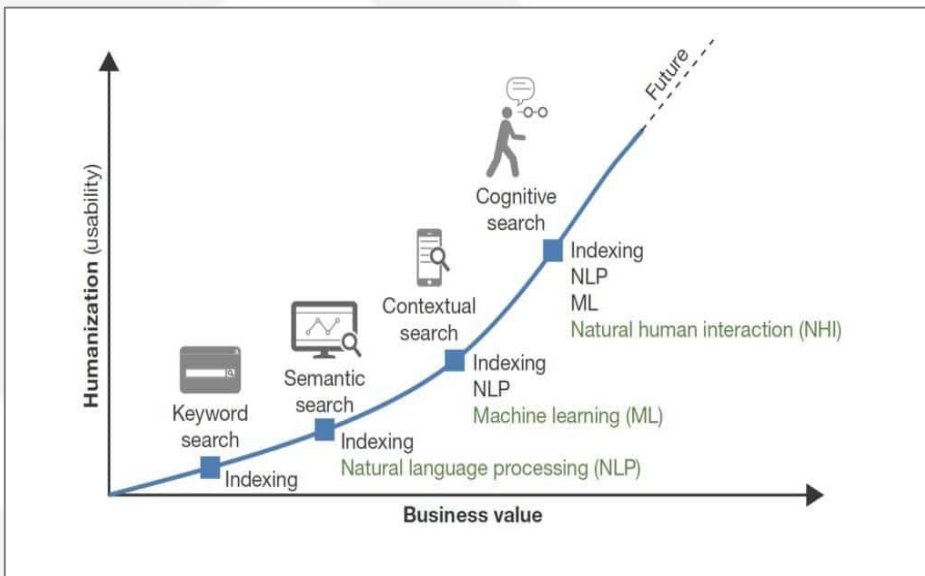 Future
Cognitive
search
Indexing
NLP
ML
Natural human interaction (NHI)
Contextual
search
Indexing
NLP
Machine learning (ML)
Semantic
search
Indexing
Natural language processing (NLP)
Keyword
search
Indexing
Humanization (usability)
Business value